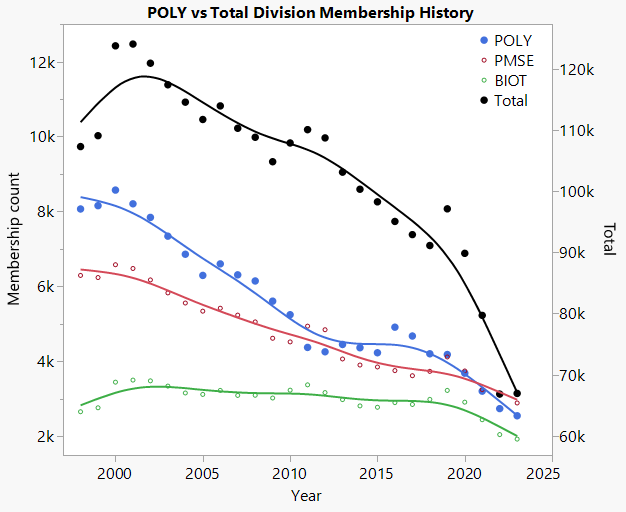 POLY vs Total Division Membership History
POLY
PMSE
BIOT
Total
12k
10k
8k
6k
4k
2k
Membership count
120k
110k
100k
90k
80k
70k
60k
Total
2000
2005
2010
2015
2020
2025
Year